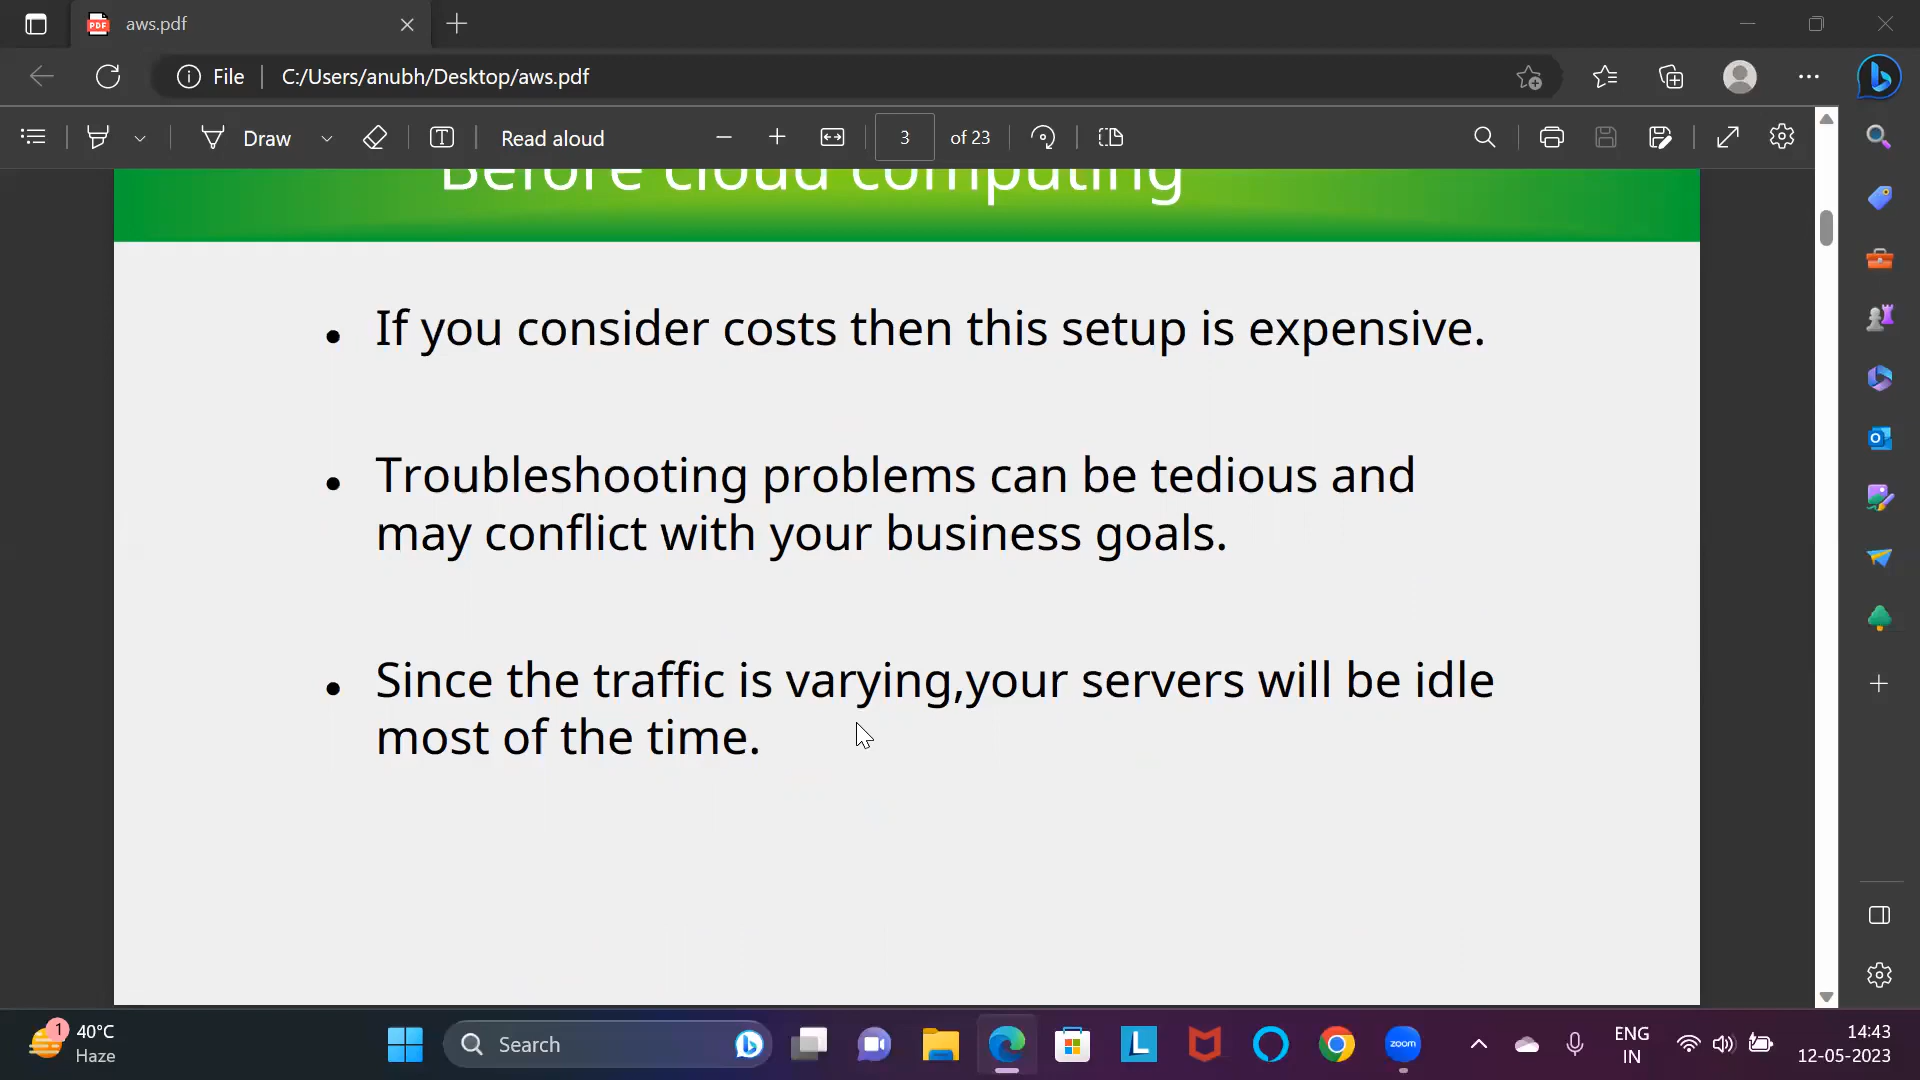 aws.pdf
File
C:/Users/anubh/Desktop/aws.pdf
Draw
Read aloud
3
of 23
Before cloud computing
• If you consider costs then this setup is expensive.
• Troubleshooting problems can be tedious and
may conflict with your business goals.
• Since the traffic is varying,your servers will be idle
most of the time.
1
40°C
Haze
Search
L
zoom
ENG
IN
14:43
12-05-2023